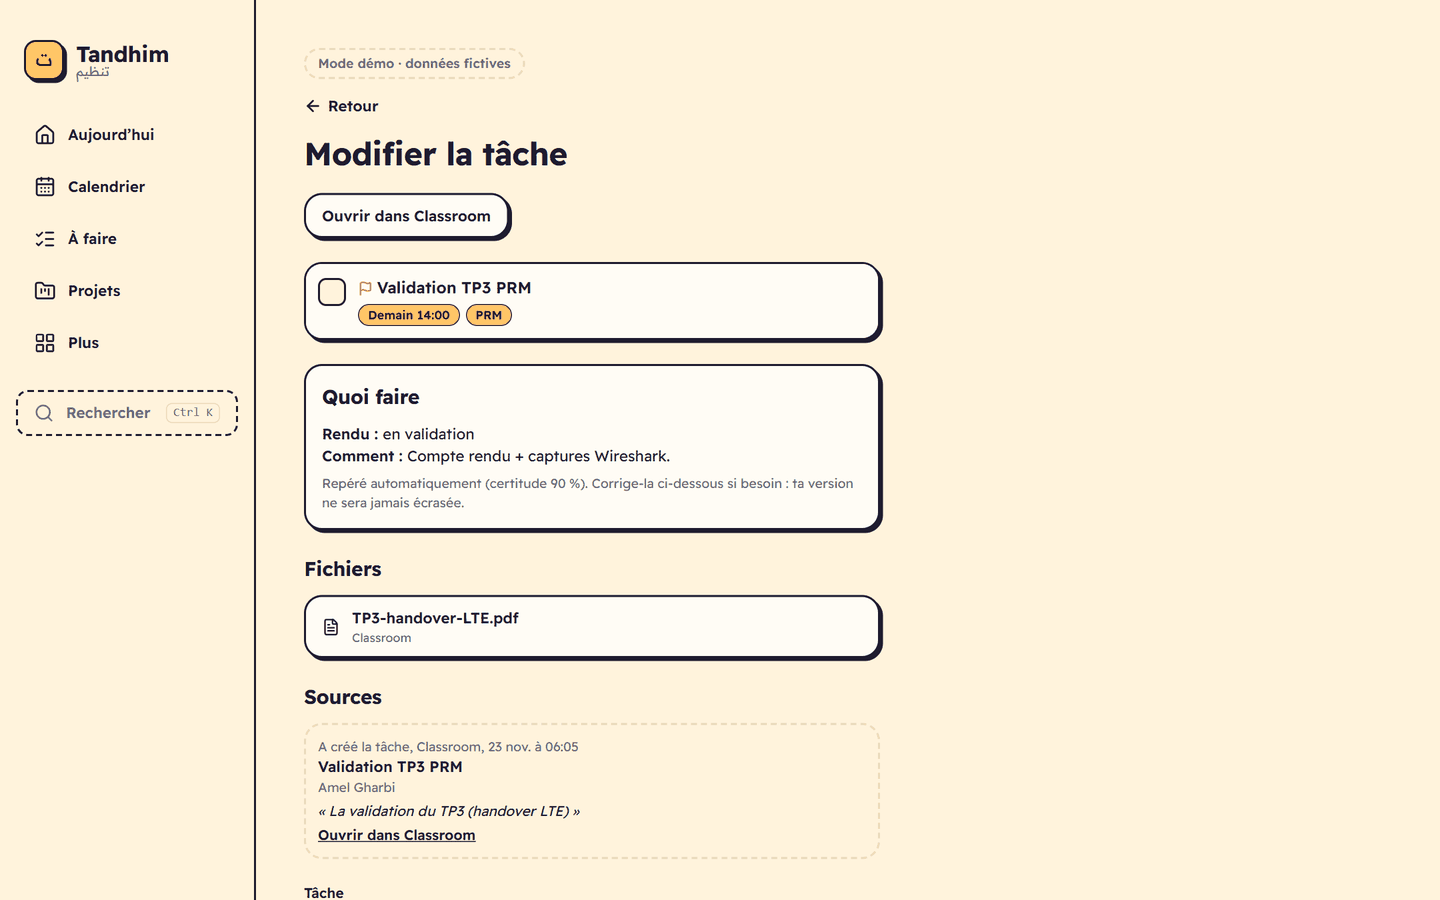 ت
Tandhim
تنظيم
Aujourd’hui
Calendrier
À faire
Projets
Plus
Rechercher Ctrl K
Mode démo · données fictives
Retour
Modifier la tâche
Ouvrir dans Classroom
Validation TP3 PRM
Demain 14:00 PRM
Quoi faire
Rendu : en validation
Comment : Compte rendu + captures Wireshark.
Repéré automatiquement (certitude 90 %). Corrige-la ci-dessous si besoin : ta version
ne sera jamais écrasée.
Fichiers
TP3-handover-LTE.pdf
Classroom
Sources
A créé la tâche, Classroom, 23 nov. à 06:05
Validation TP3 PRM
Amel Gharbi
« La validation du TP3 (handover LTE) »
Ouvrir dans Classroom
Tâche